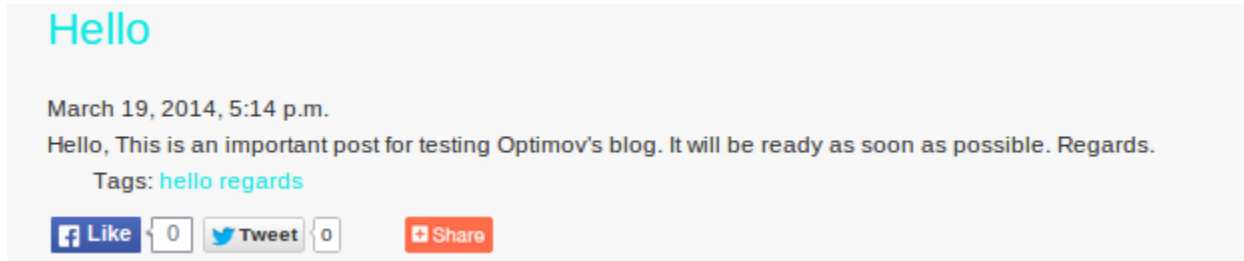 Hello
March 19, 2014, 5:14 p.m.
Hello, This is an important post for testing Optimov's blog. It will be ready as soon as possible. Regards.
Tags: hello regards
Like 0 Tweet 0 Share